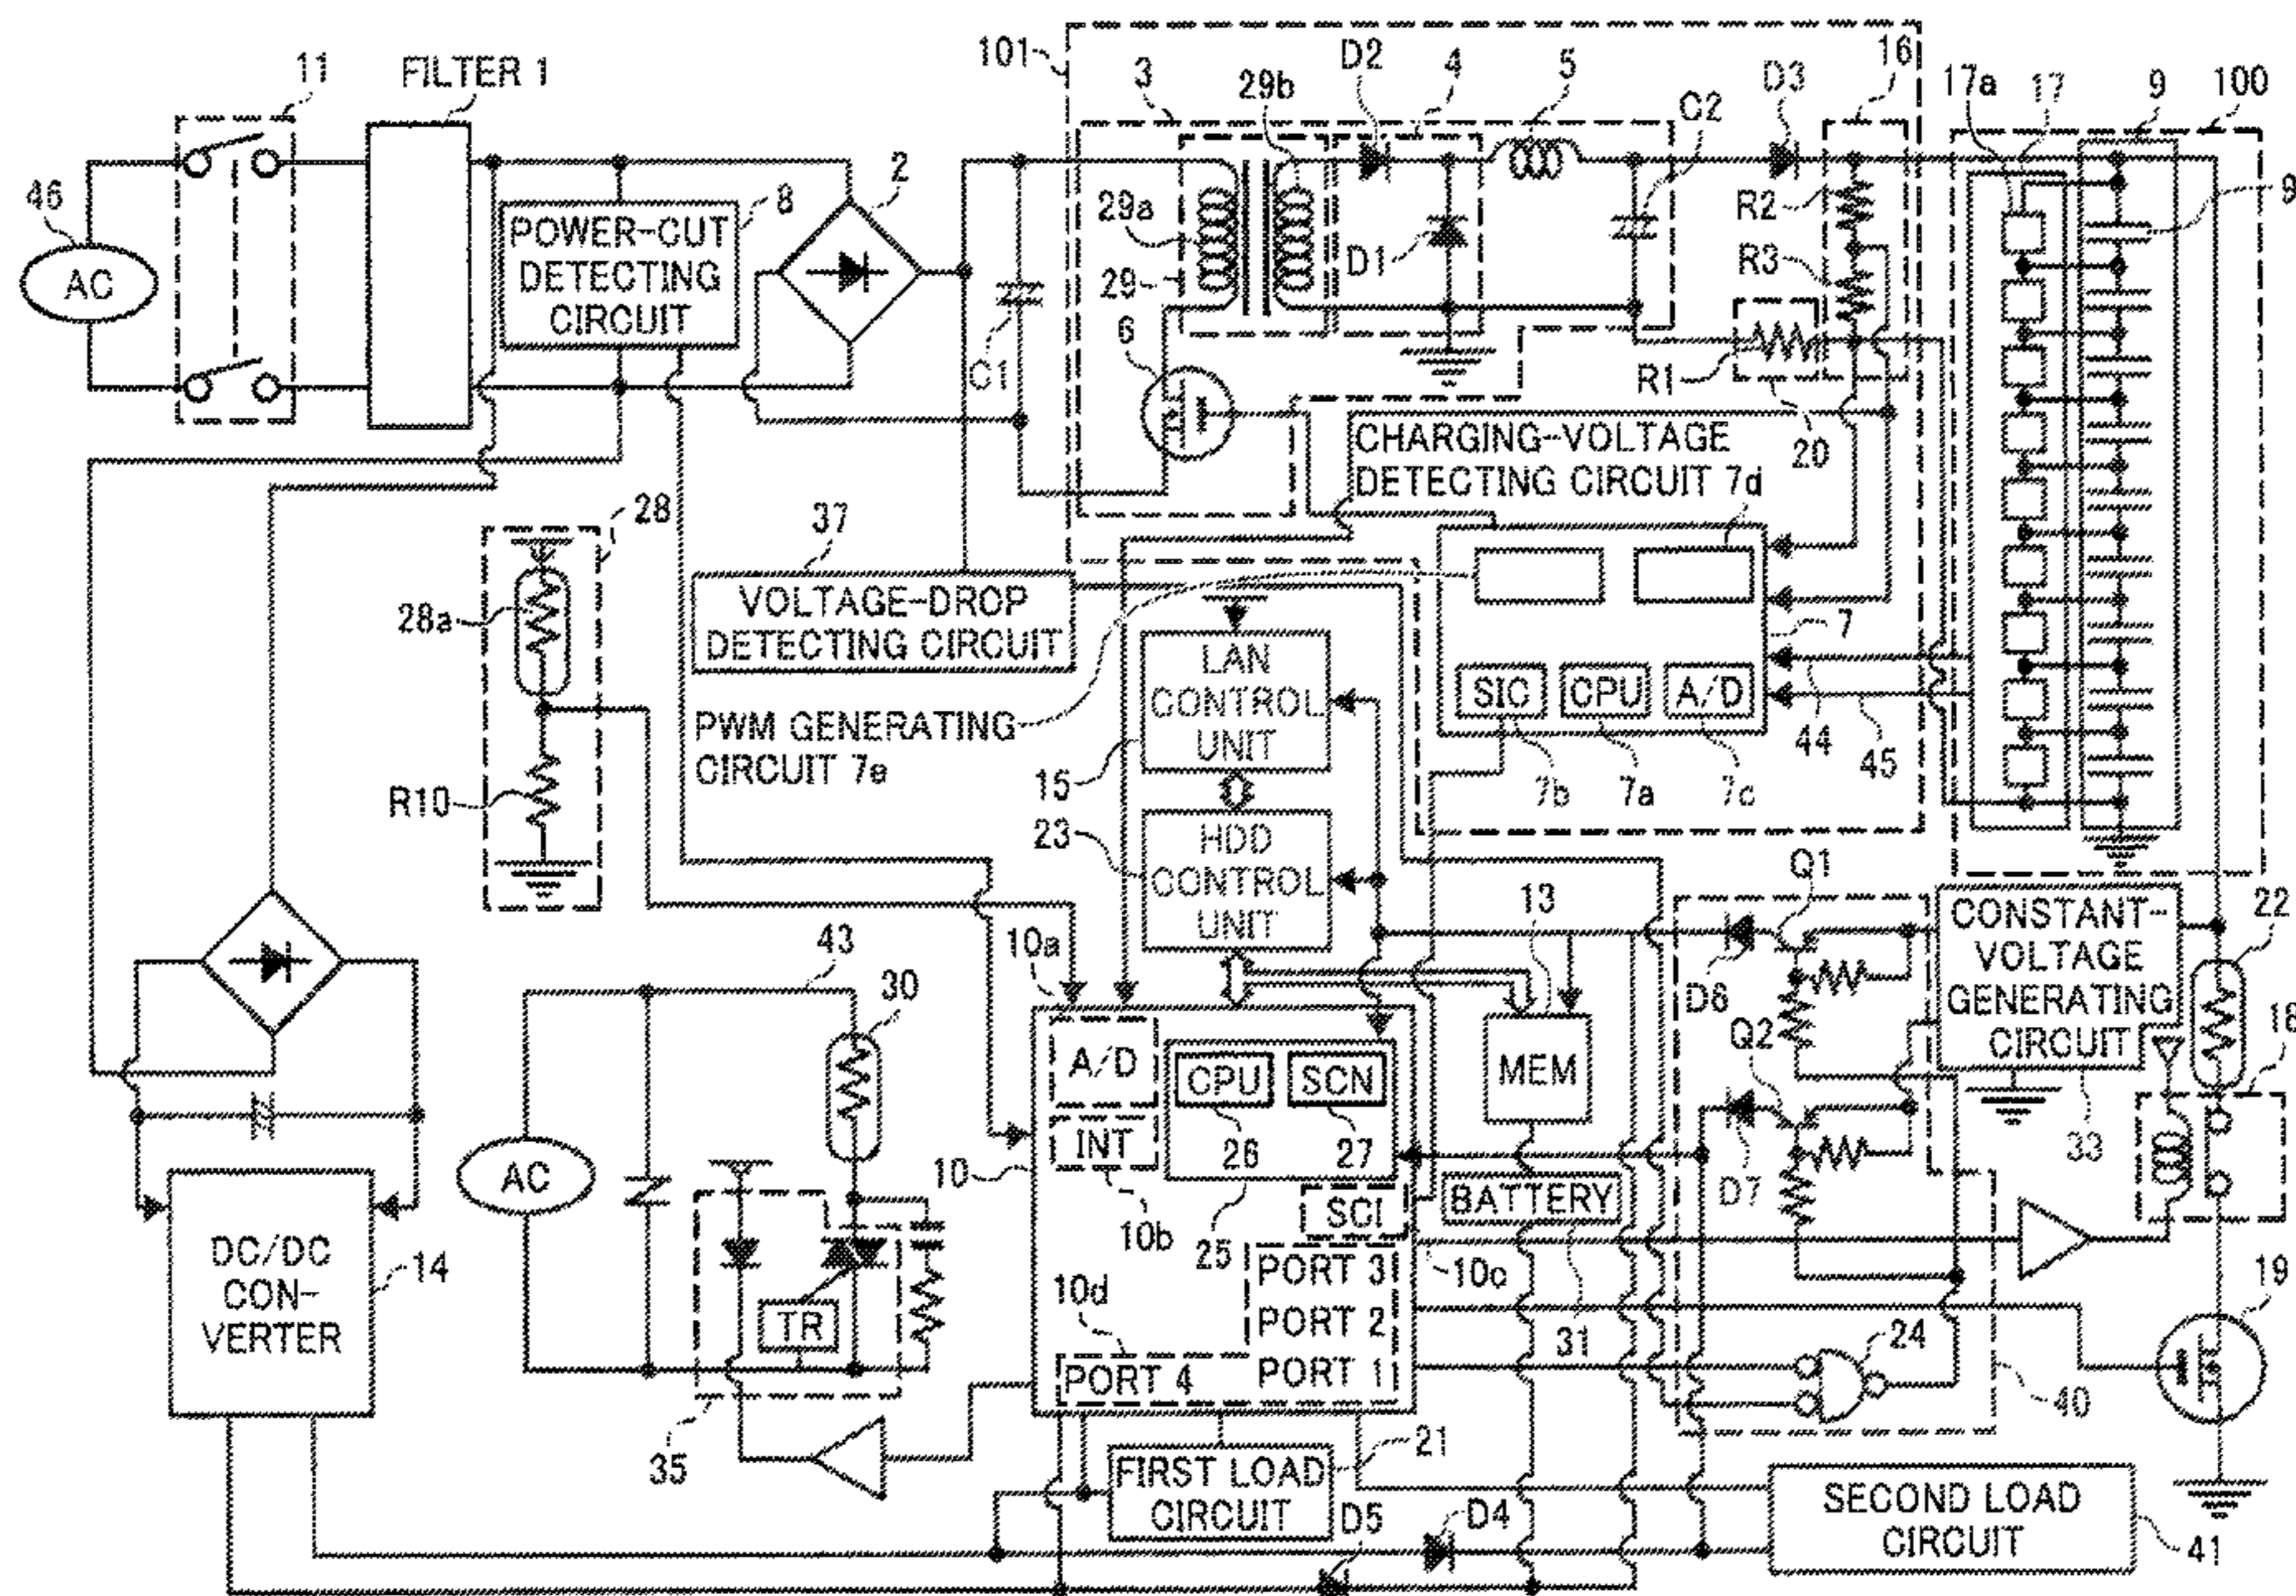 11
FILTER 1
101
3
29b
D2
4
5
C2
D3
16
17a
17
9
100
46
AC
8
2
POWER-CUT
DETECTING
CIRCUIT
29a
29
D1
R2
R3
9
C1
6
R1
20
CHARGING-VOLTAGE
DETECTING CIRCUIT 7d
28
37
28a
VOLTAGE-DROP
DETECTING CIRCUIT
LAN
CONTROL
UNIT
7
SIC
CPU
A/D
PWM GENERATING
CIRCUIT 7e
15
7b
7a
7c
44
45
R10
23
HDD
CONTROL
UNIT
13
Q1
CONSTANT-
VOLTAGE
GENERATING
CIRCUIT
22
43
10a
30
D6
18
A/D
CPU
SCN
MEM
Q2
INT
26
27
33
10
AC
10b
25
SCI
BATTERY
D7
DC/DC
CON-
VERTER
14
10d
PORT 3
10c
PORT 2
31
19
TR
24
PORT 4
PORT 1
40
35
21
FIRST LOAD
CIRCUIT
D5
D4
SECOND LOAD
CIRCUIT
41